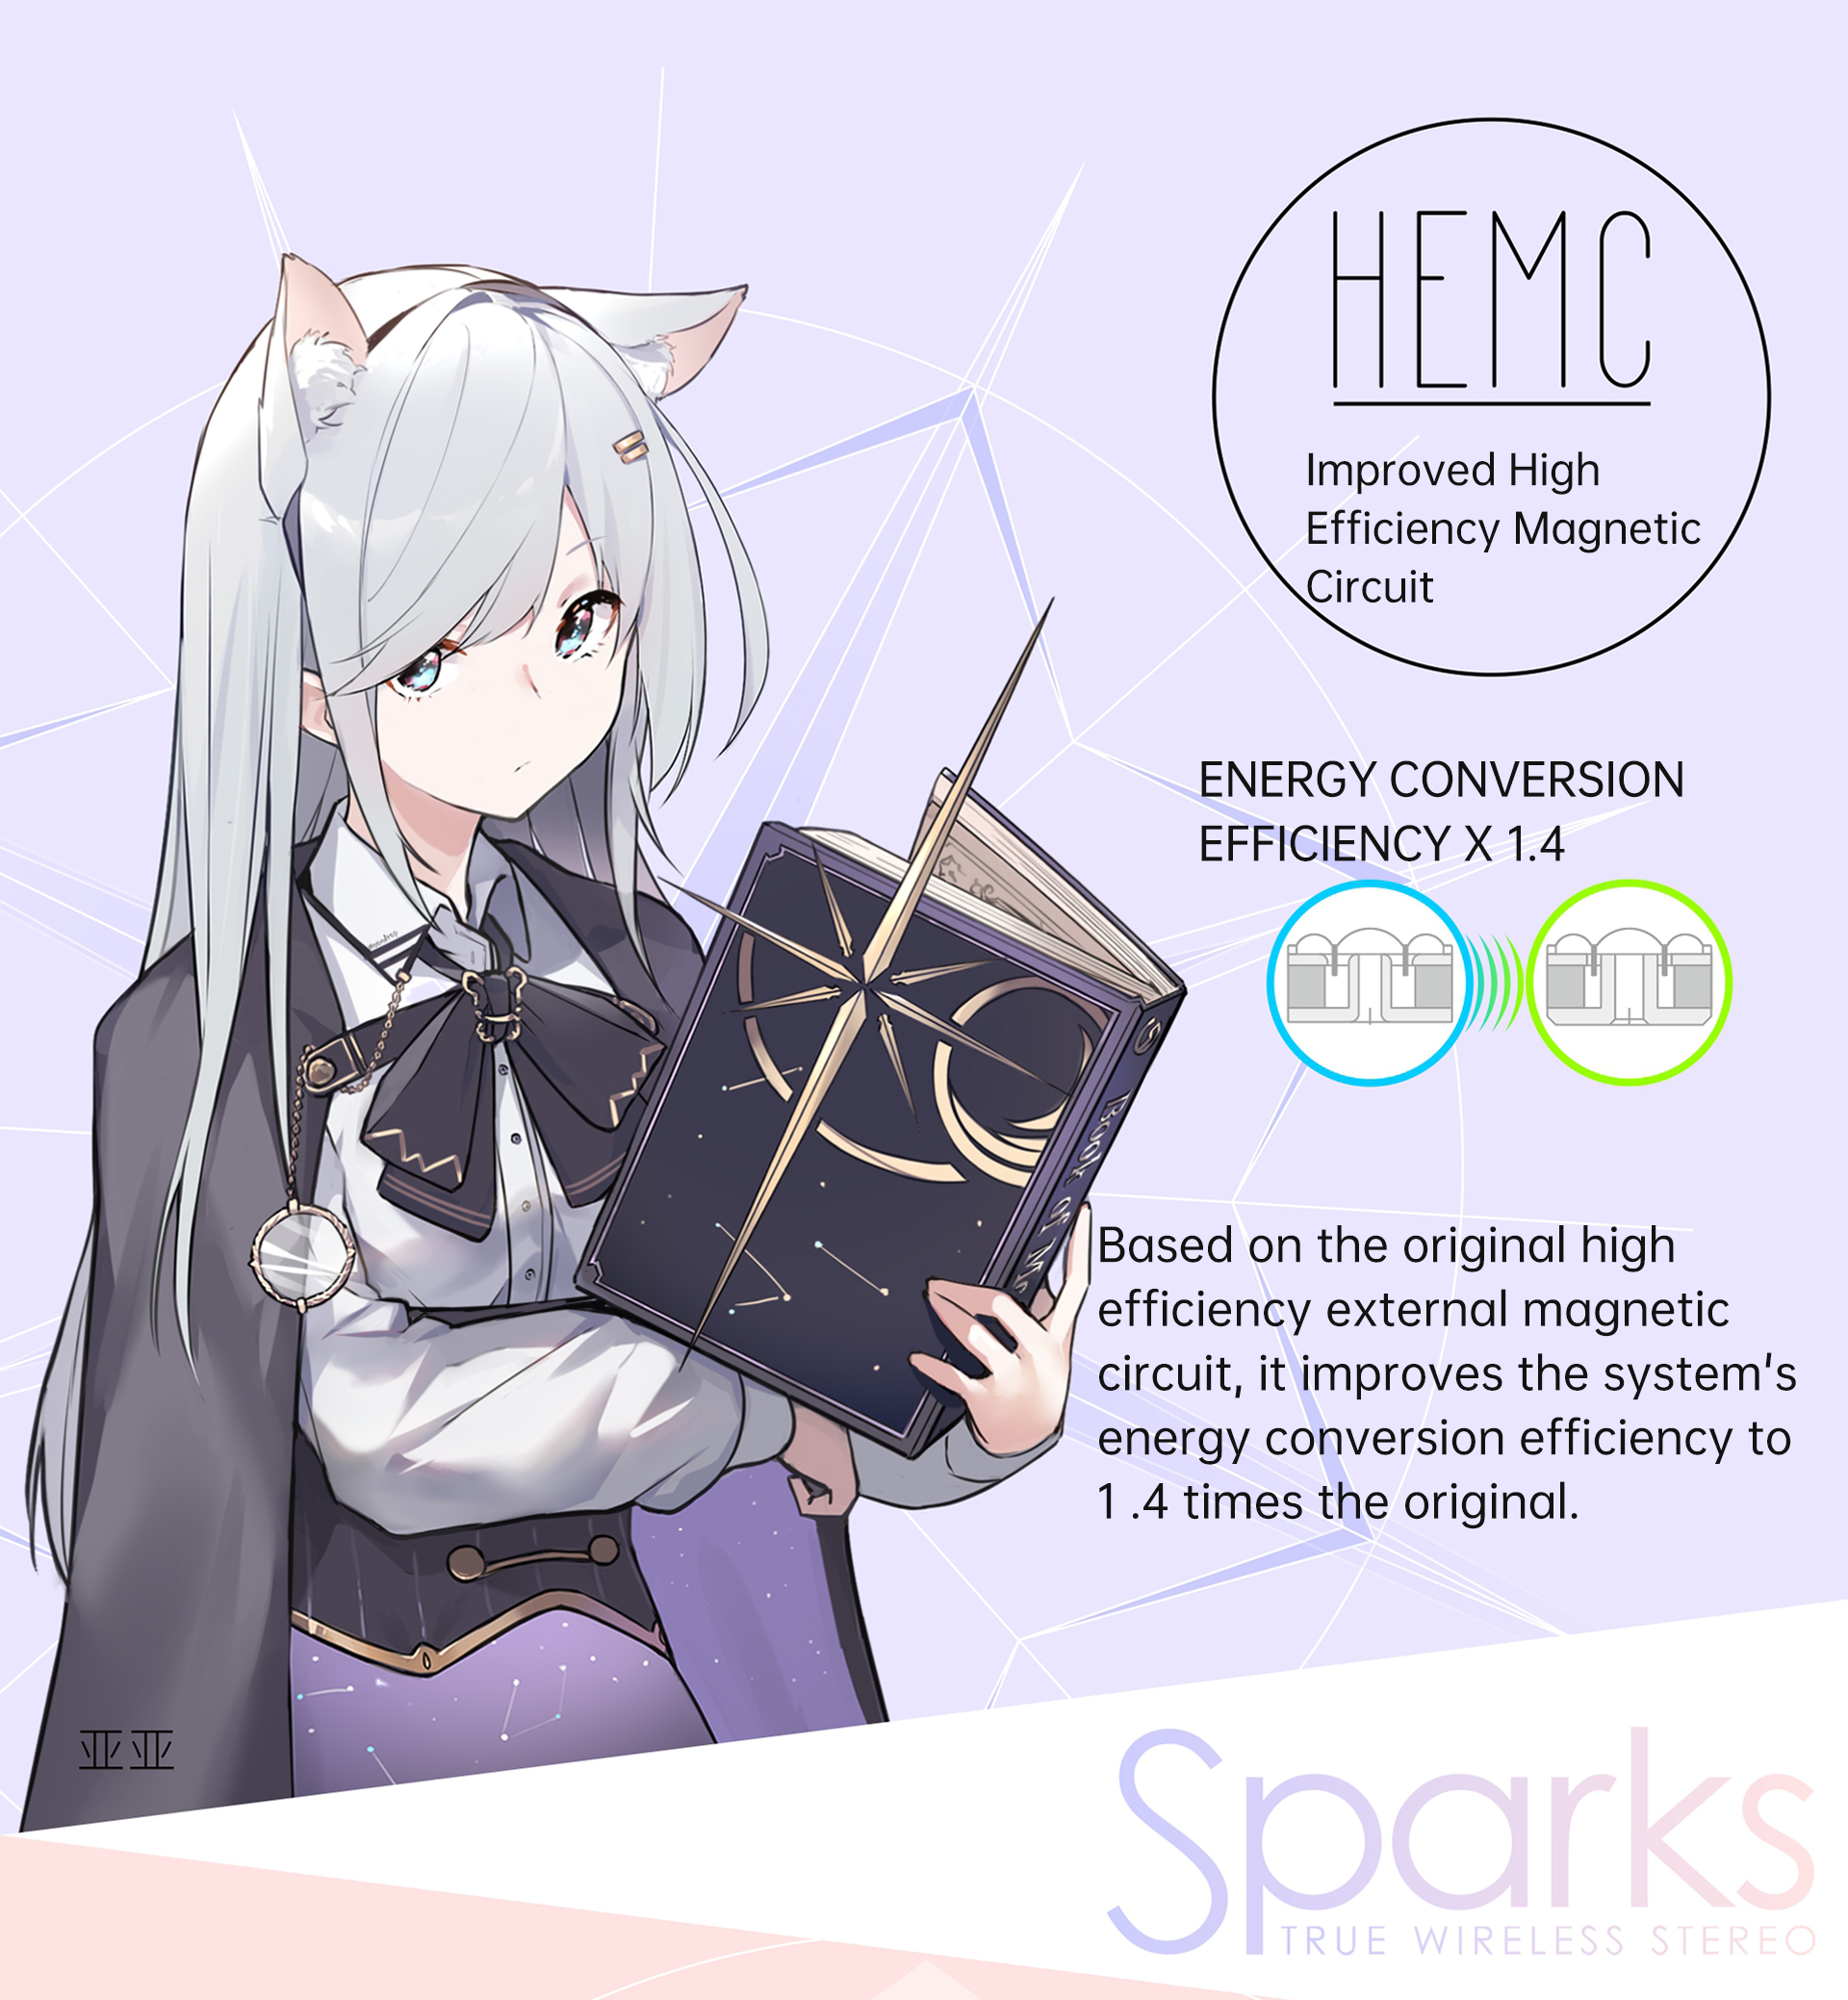 HEMC
Improved High
Efficiency Magnetic
Circuit
ENERGY CONVERSION
EFFICIENCY X 1.4
Book of
Based on the original high
efficiency external magnetic
circuit, it improves the system's
energy conversion efficiency to
1 .4 times the original.
亚亚
Sparks
TRUE WIRELESS STEREO